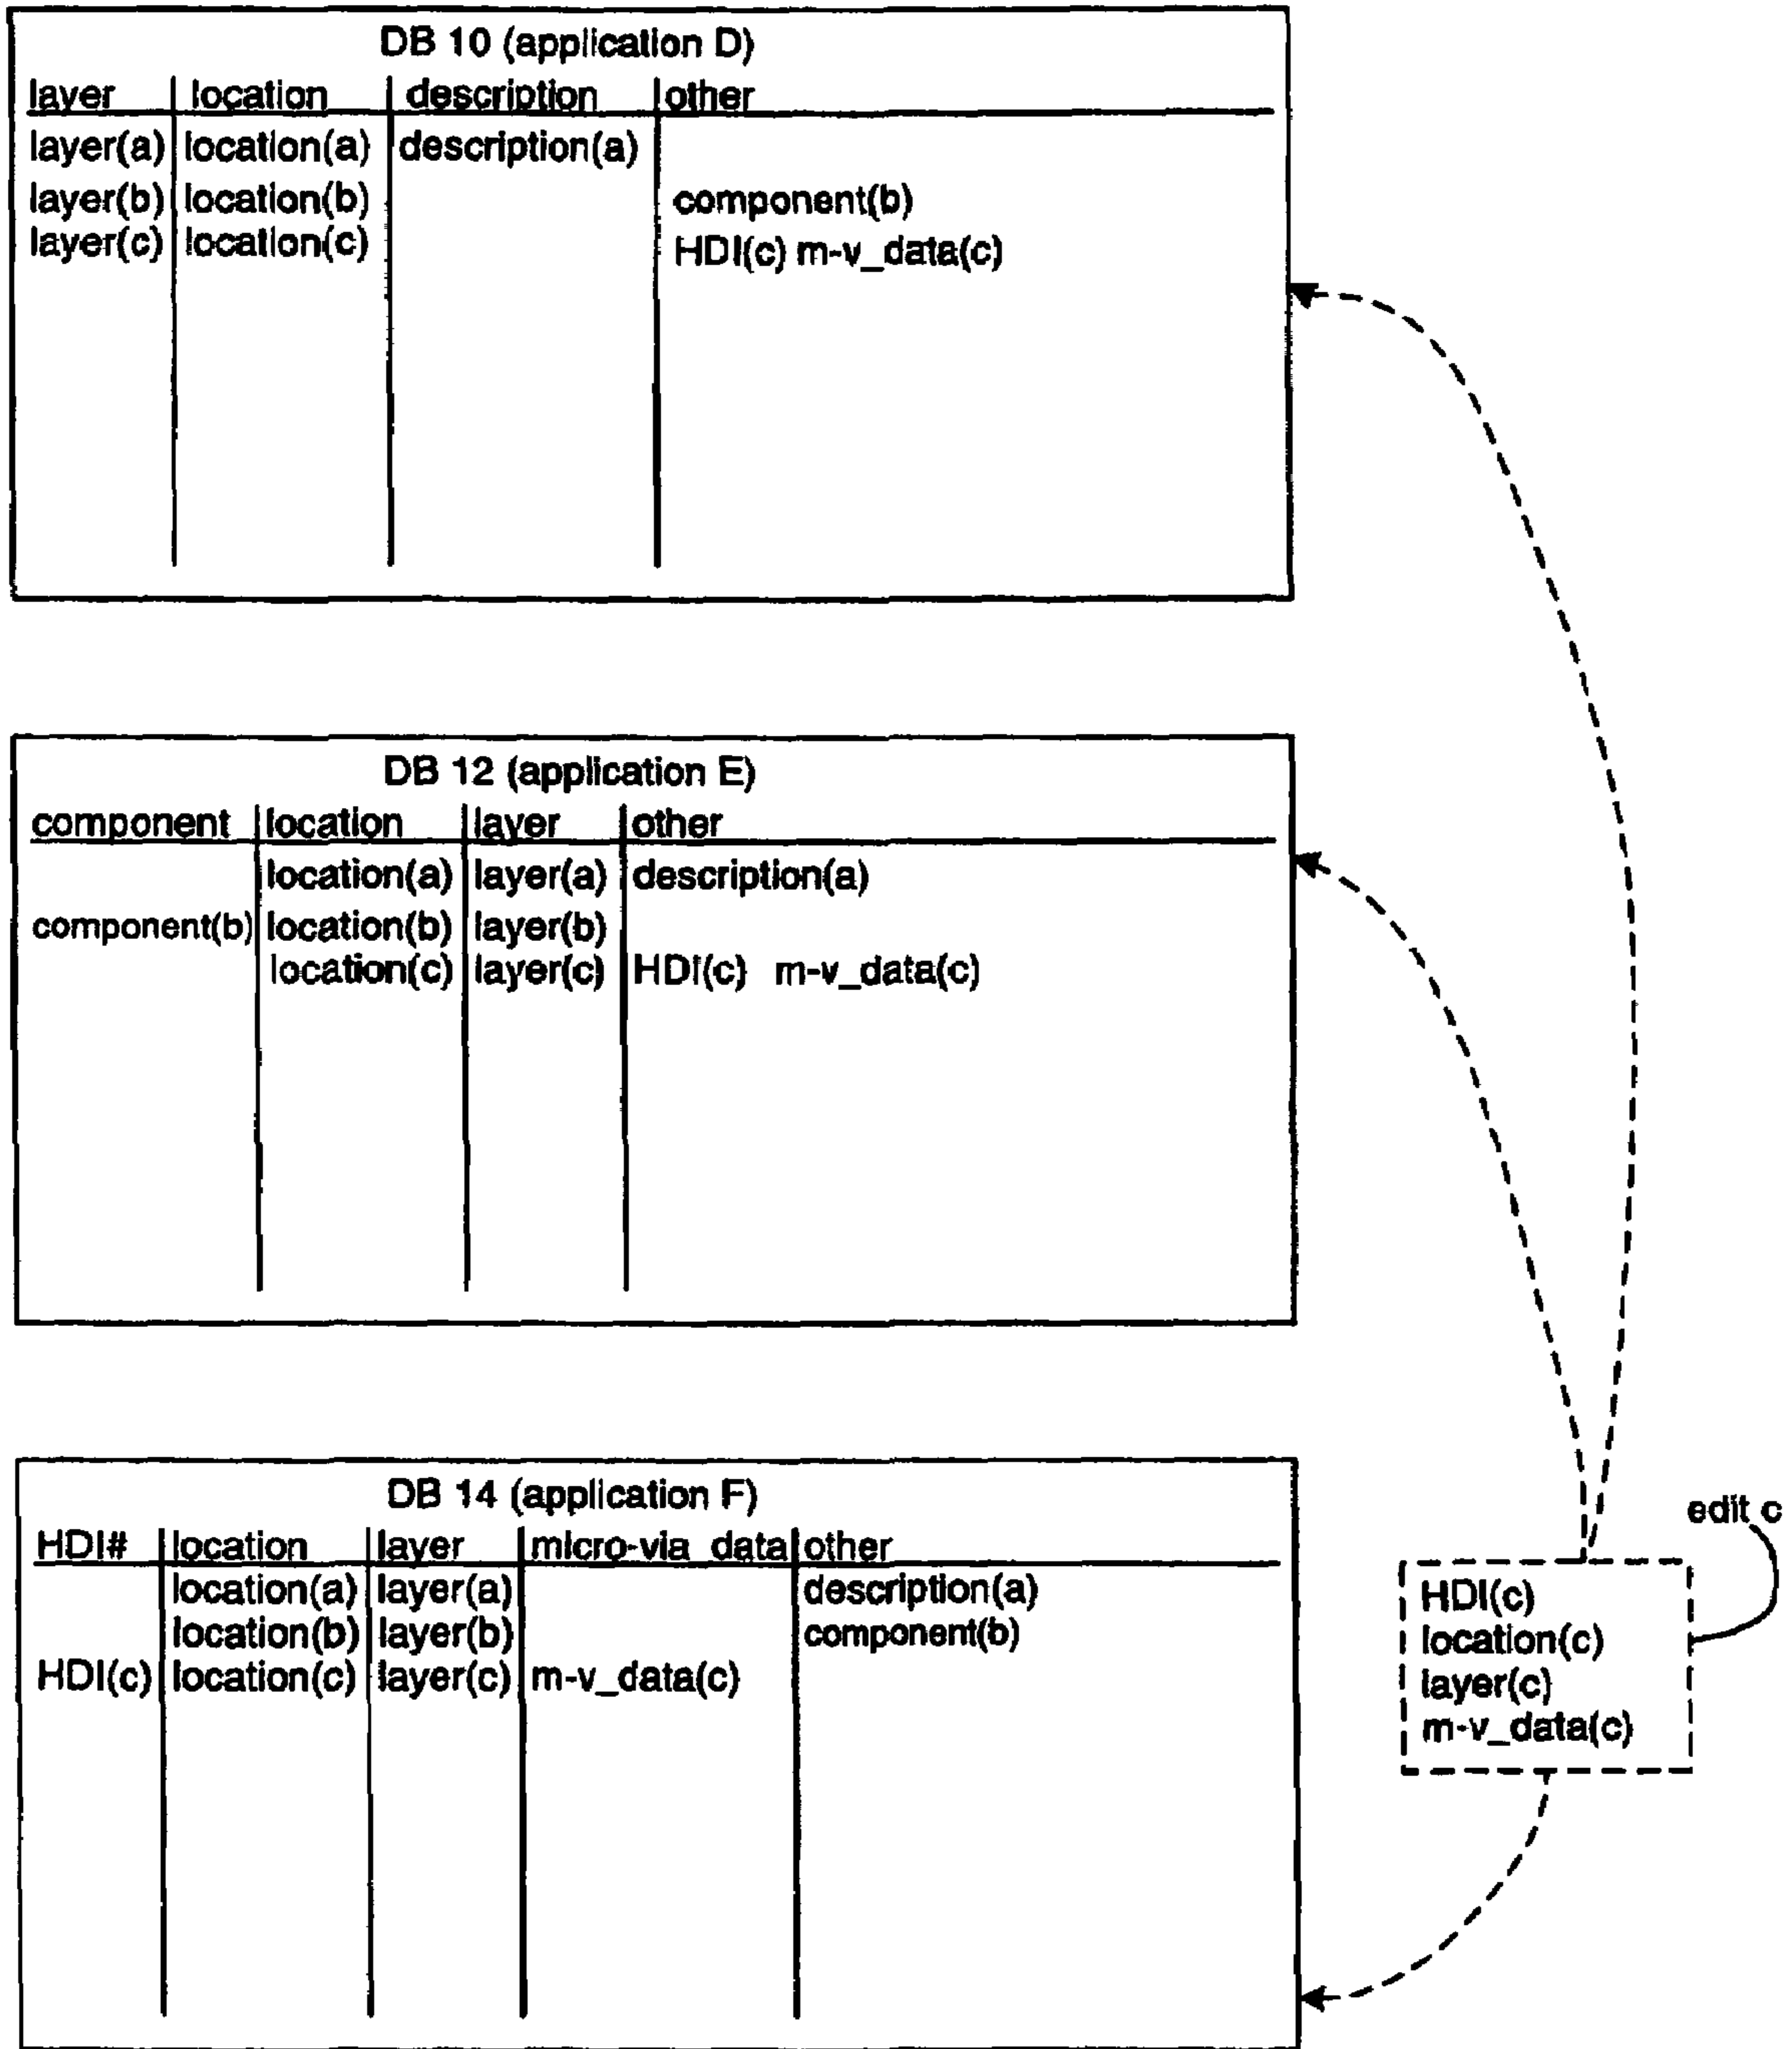 DB 10 (application D)
layer location description other
layer(a) location(a) description(a)
layer(b) location(b) component(b)
layer(c) location(c) HDI(c) m-v_data(c)
DB 12 (application E)
component location layer other
location(a) layer(a) description(a)
component(b) location(b) layer(b)
location(c) layer(c) HDI(c) m-v_data(c)
DB 14 (application F)
HDI# location layer micro-via_data other
location(a) layer(a) description(a)
location(b) layer(b) component(b)
HDI(c) location(c) layer(c) m-v_data(c)
edit c
HDI(c)
location(c)
layer(c)
m-v_data(c)